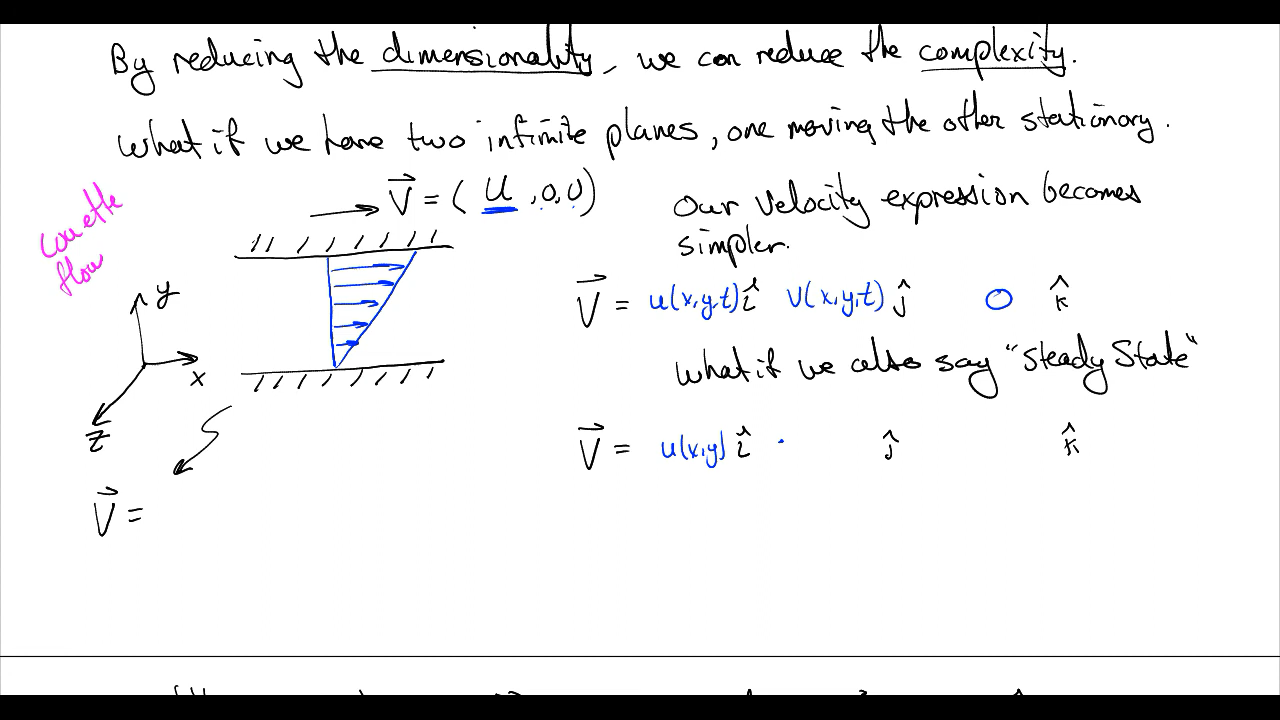 By reducing the dimensionality, we can reduce the complexity.
What if we have two infinite planes, one moving the other stationary.
Couette
flow
V⃗ = ( U , 0, 0)
Our velocity expression becomes
simpler.
V⃗ = u(x,y,t) î v(x,y,t) ĵ 0 k̂
What if we also say "Steady State"
V⃗ = u(x,y) î ĵ k̂
y
x
z
V⃗ =